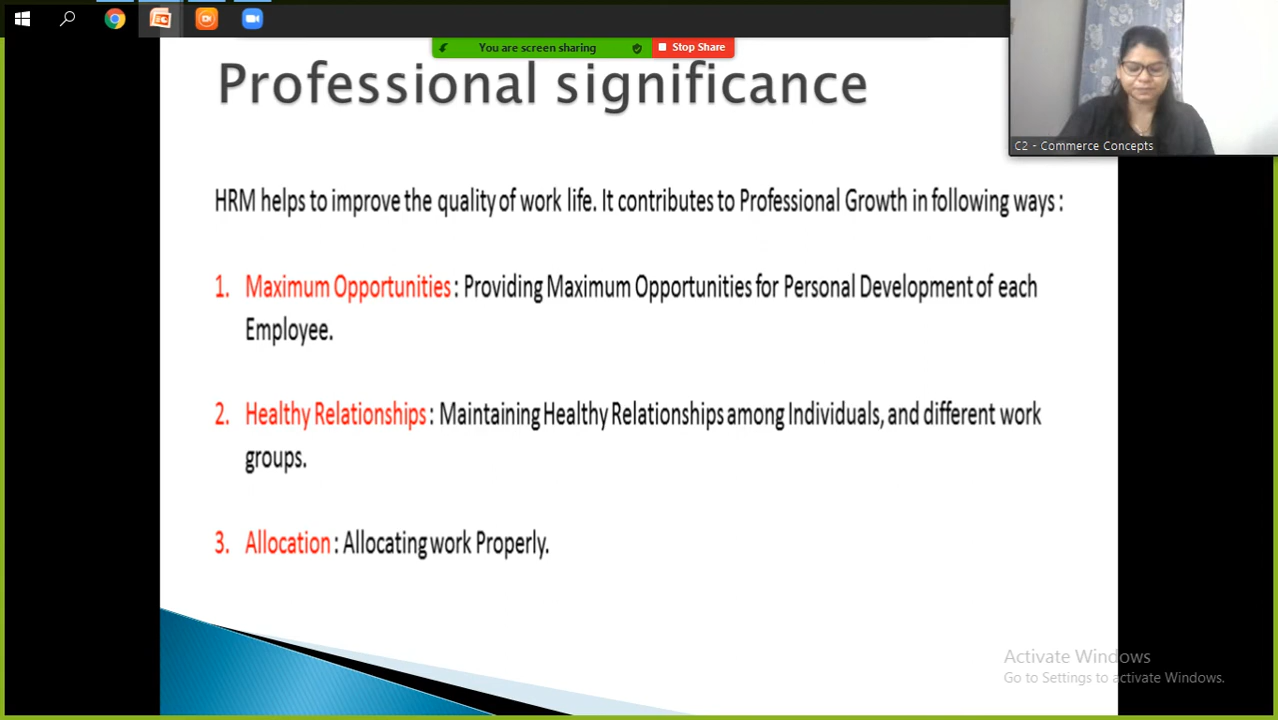 You are screen sharing
Stop Share
Professional significance
C2 - Commerce Concepts
HRM helps to improve the quality of work life. It contributes to Professional Growth in following ways :
1. Maximum Opportunities : Providing Maximum Opportunities for Personal Development of each
Employee.
2. Healthy Relationships : Maintaining Healthy Relationships among Individuals, and different work
groups.
3. Allocation : Allocating work Properly.
Activate Windows
Go to Settings to activate Windows.